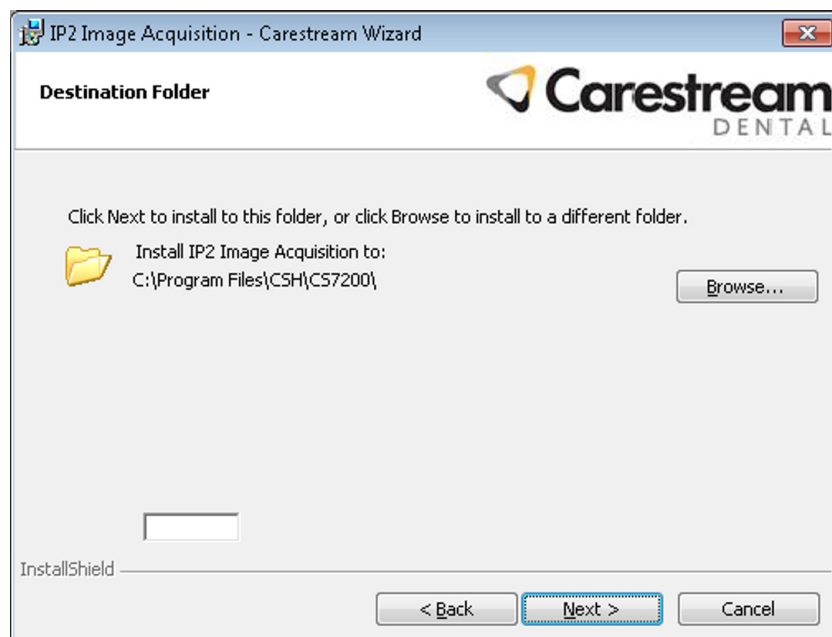 IP2 Image Acquisition - Carestream Wizard
Destination Folder
Carestream
DENTAL
Click Next to install to this folder, or click Browse to install to a different folder.
Install IP2 Image Acquisition to:
C:\Program Files\CSH\CS7200\
Browse...
InstallShield
< Back
Next >
Cancel